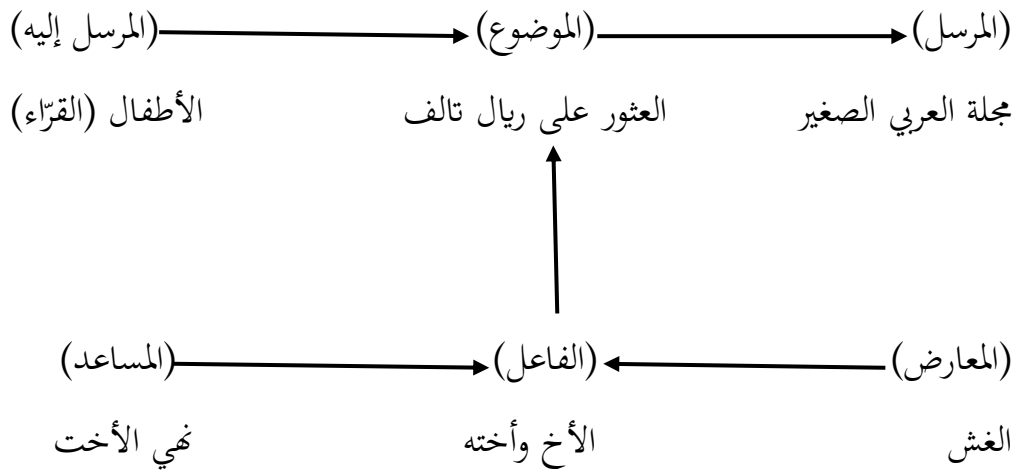 (المرسل) (الموضوع) (المرسل إليه)
مجلة العربي الصغير العثور على ريال تالف الأطفال (القرّاء)
(المعارض) (الفاعل) (المساعد)
الغش الأخ وأخته نهي الأخت